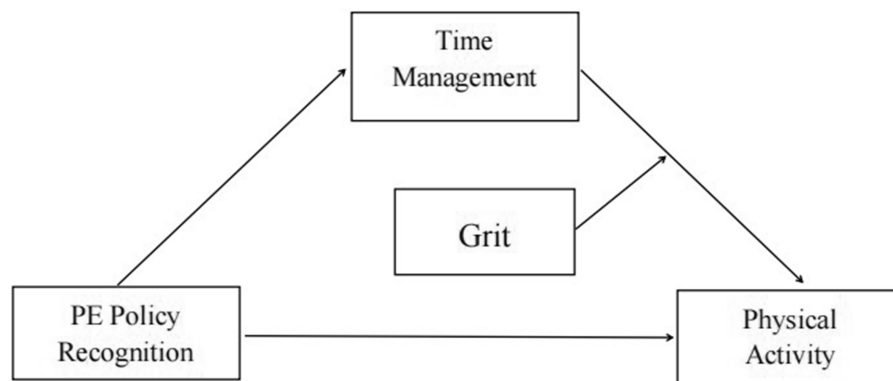 Time
Management
Grit
PE Policy
Recognition
Physical
Activity